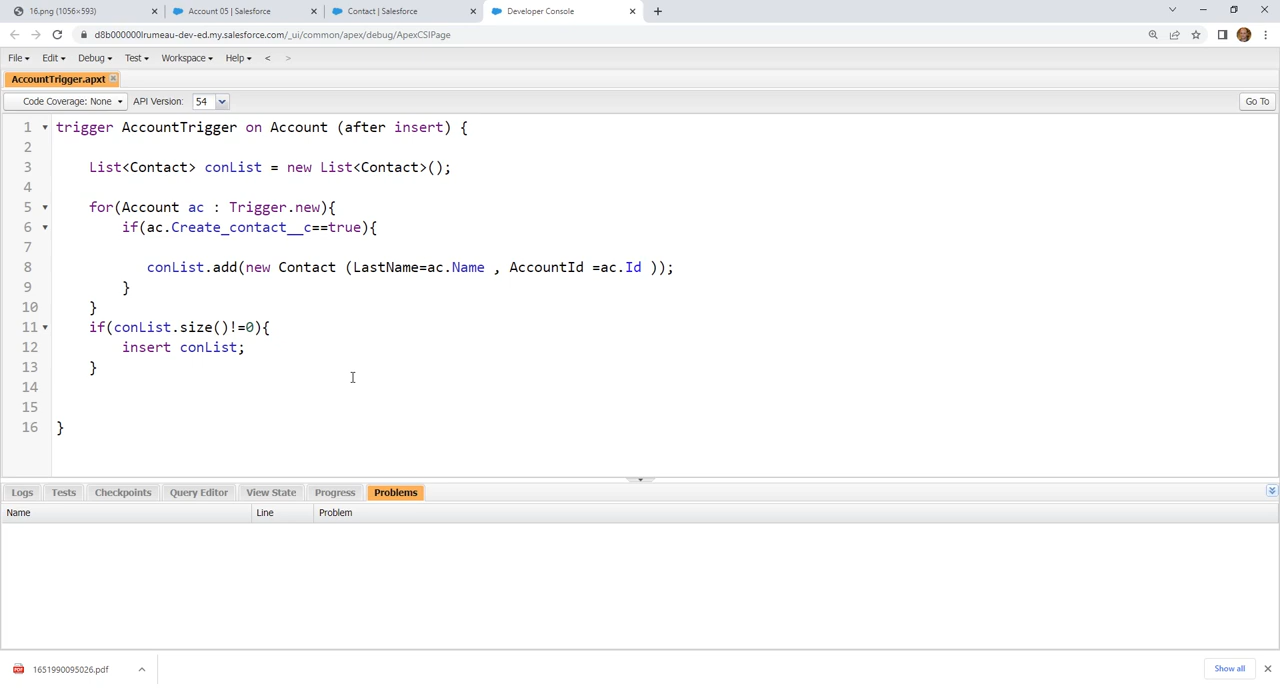 16.png (1056×593)
Account 05 | Salesforce
Contact | Salesforce
Developer Console
d8b000000lrumeau-dev-ed.my.salesforce.com/_ui/common/apex/debug/ApexCSIPage
File Edit Debug Test Workspace Help < >
AccountTrigger.apxt
Code Coverage: None API Version: 54 Go To
1 trigger AccountTrigger on Account (after insert) {
2
3 List<Contact> conList = new List<Contact>();
4
5 for(Account ac : Trigger.new){
6 if(ac.Create_contact__c==true){
7
8 conList.add(new Contact (LastName=ac.Name , AccountId =ac.Id ));
9 }
10 }
11 if(conList.size()!=0){
12 insert conList;
13 }
14
15
16 }
Logs Tests Checkpoints Query Editor View State Progress Problems
Name Line Problem
1651990095026.pdf
Show all